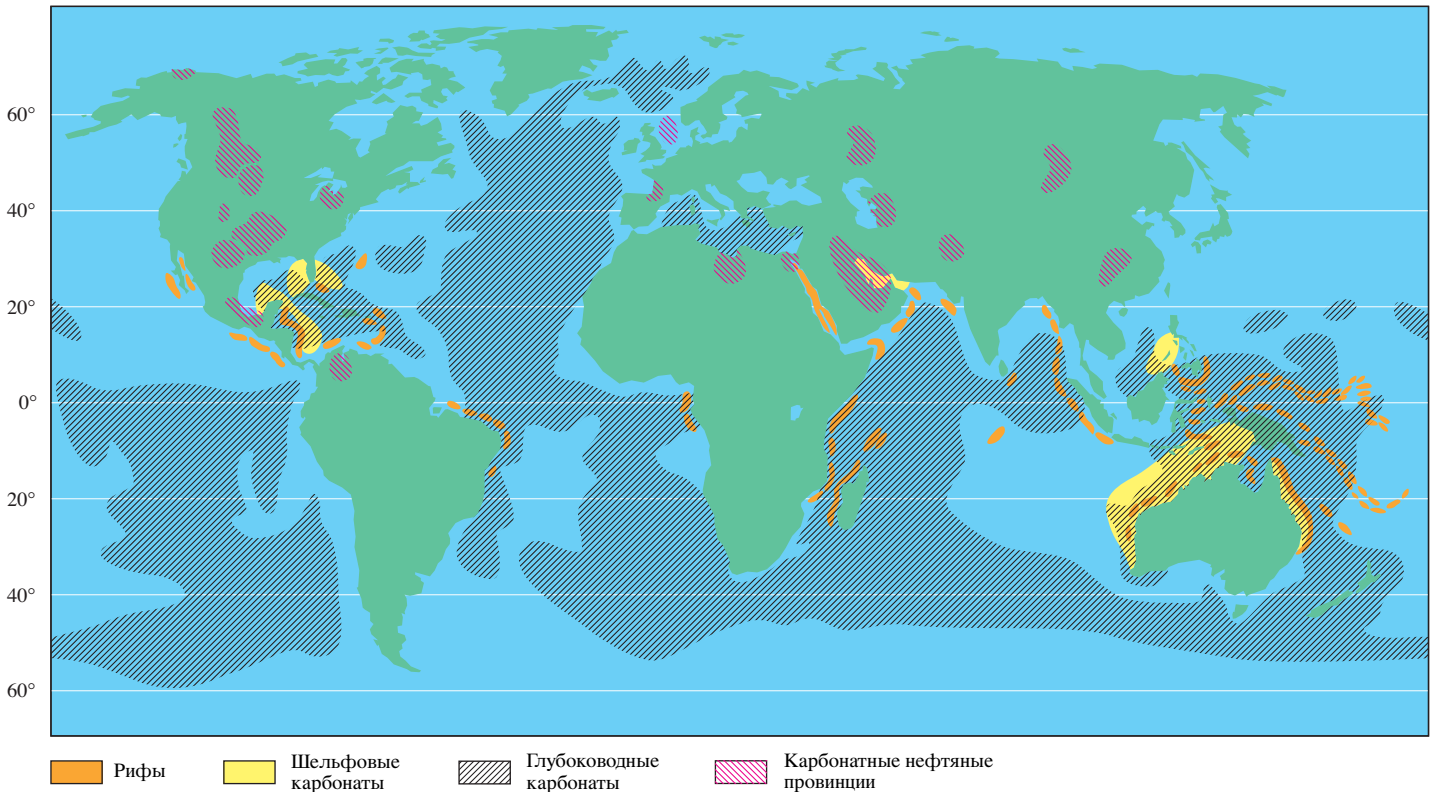 60°
40°
20°
0°
20°
40°
60°
Рифы
Шельфовые
карбонаты
Глубоководные
карбонаты
Карбонатные нефтяные
провинции